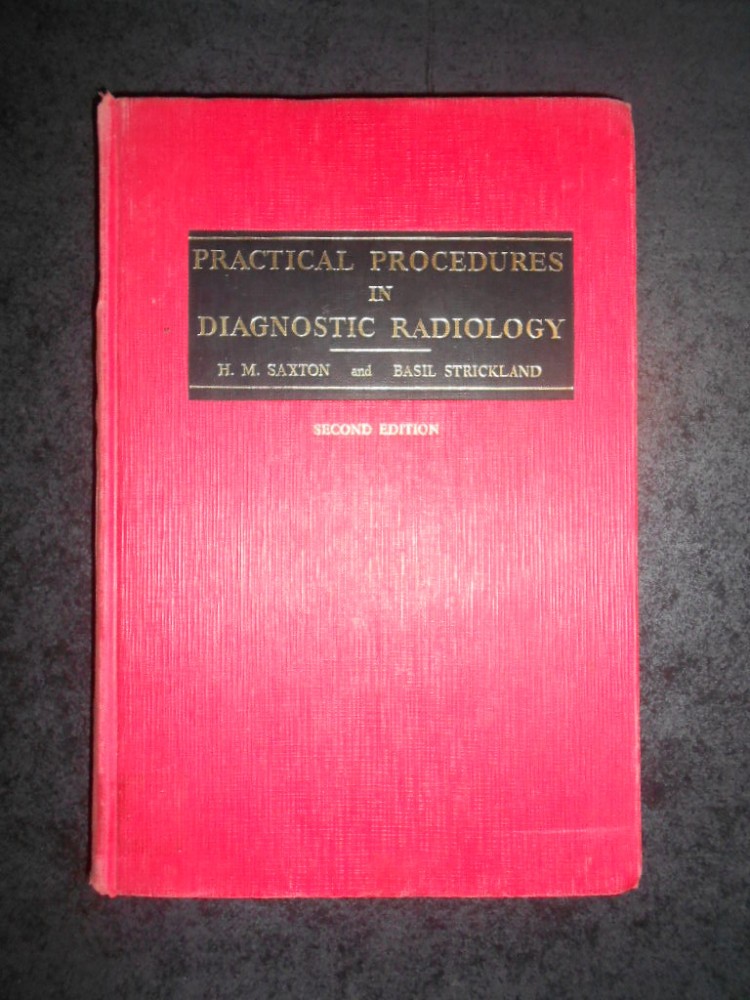 PRACTICAL PROCEDURES
IN
DIAGNOSTIC RADIOLOGY
H. M. SAXTON and BASIL STRICKLAND
SECOND EDITION